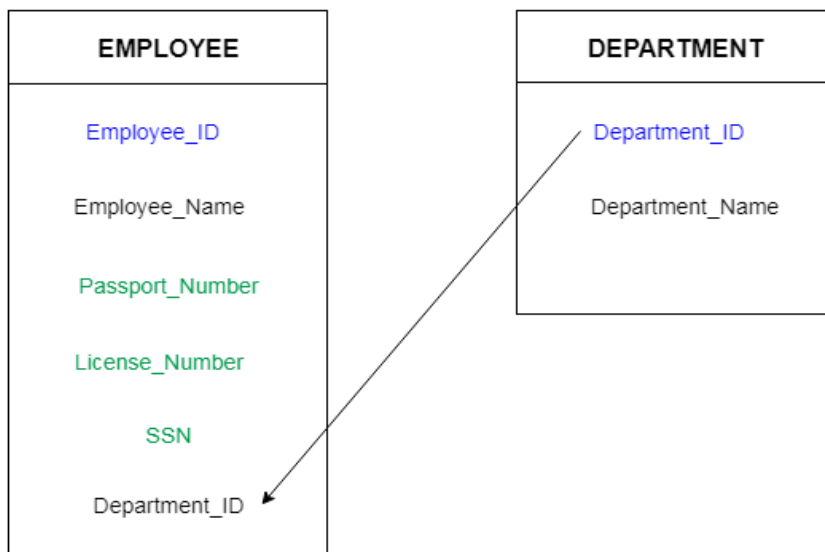 EMPLOYEE
Employee_ID
Employee_Name
Passport_Number
License_Number
SSN
Department_ID
DEPARTMENT
Department_ID
Department_Name